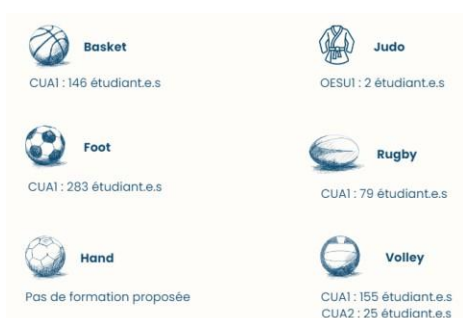 Basket
CUA1 : 146 étudiant.e.s
Judo
OESU1 : 2 étudiant.e.s
Foot
CUA1 : 283 étudiant.e.s
Rugby
CUA1 : 79 étudiant.e.s
Hand
Pas de formation proposée
Volley
CUA1 : 155 étudiant.e.s
CUA2 : 25 étudiant.e.s